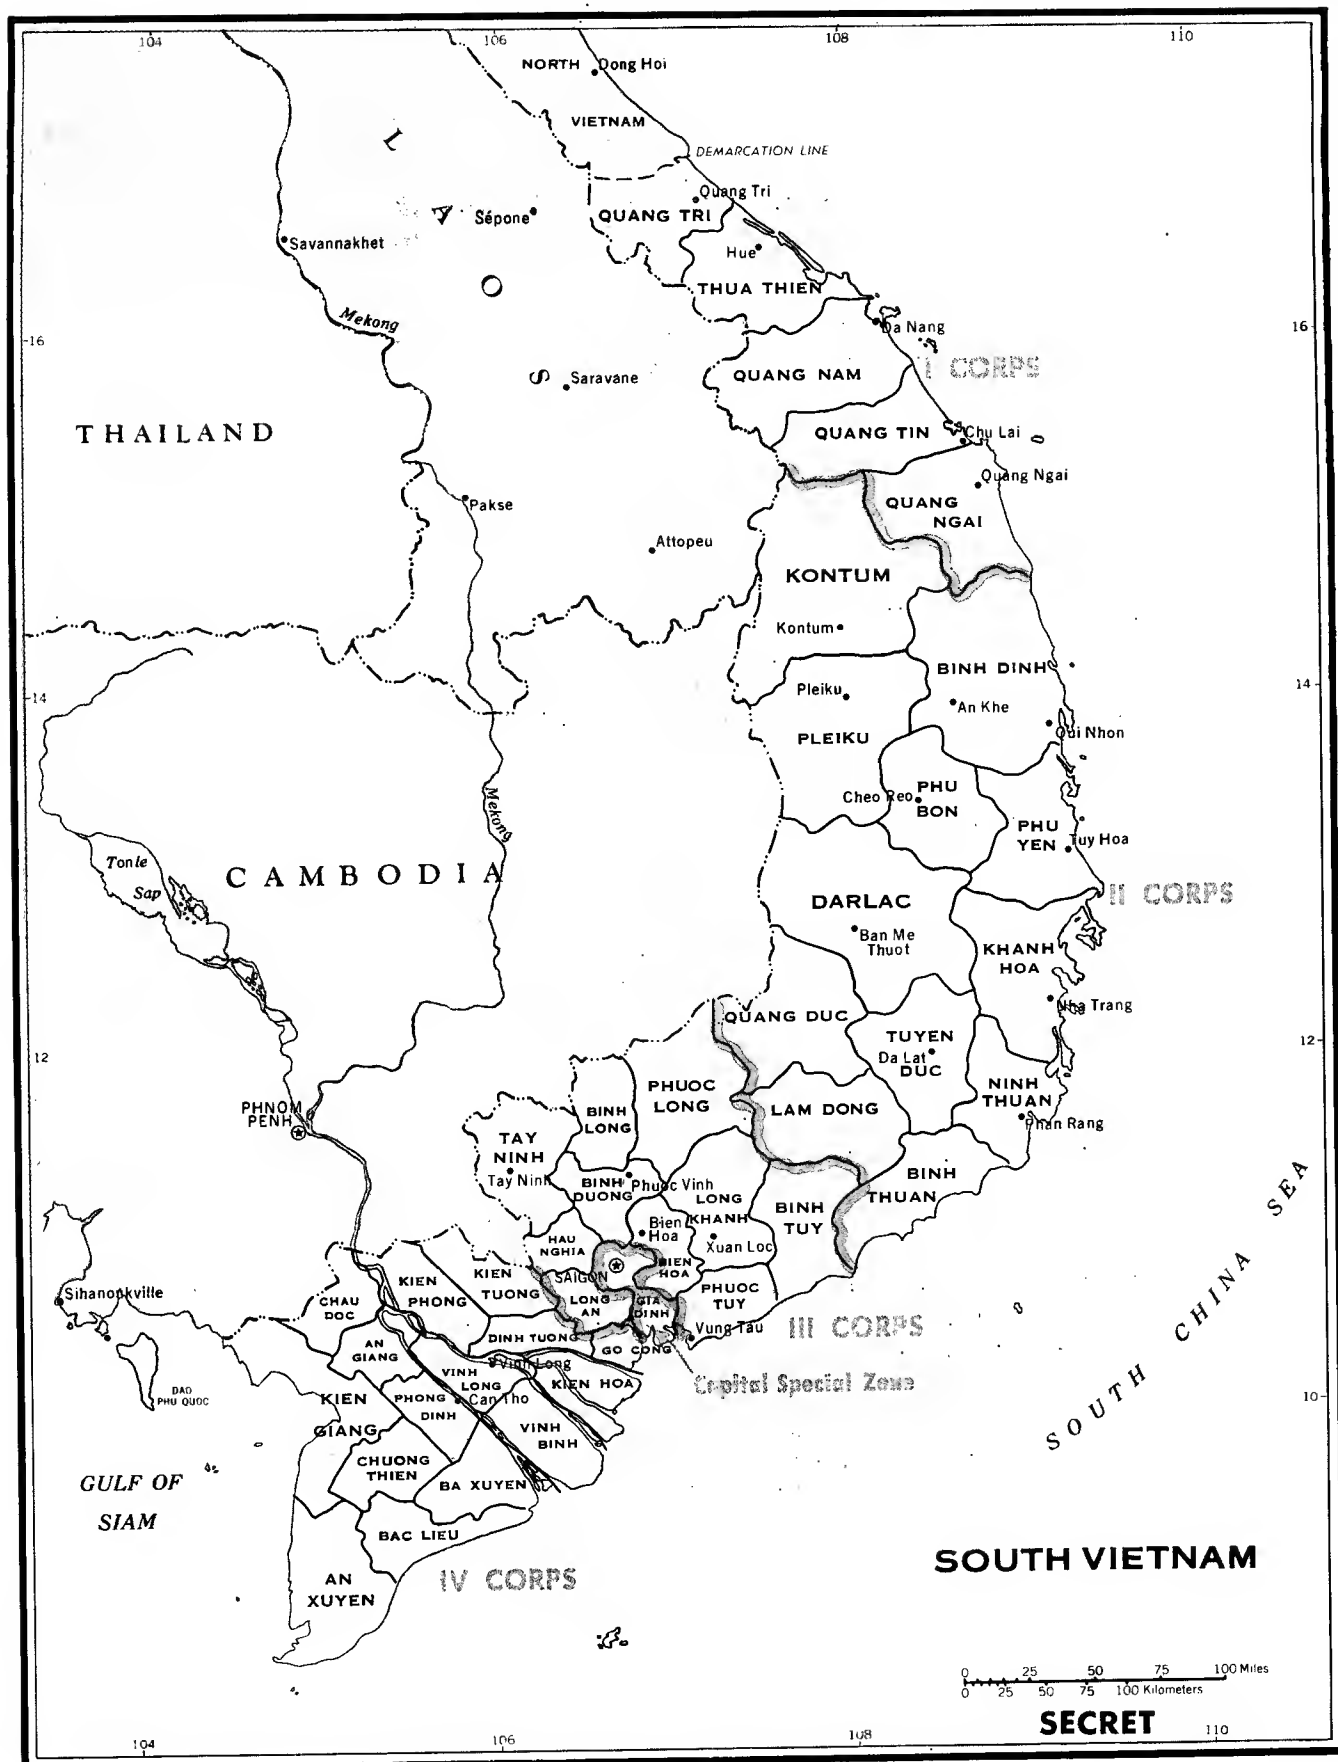 104
106
108
110
NORTH
Dong Hoi
VIETNAM
DEMARCATION LINE
L
A
O
S
Quang Tri
QUANG TRI
Sépone
Savannakhet
Hue
THUA THIEN
Mekong
16
16
Da Nang
I CORPS
QUANG NAM
Saravane
THAILAND
QUANG TIN
Chu Lai
Pakse
Quang Ngai
QUANG
NGAI
Attopeu
KONTUM
Kontum
BINH DINH
14
14
Pleiku
An Khe
PLEIKU
Qui Nhon
Cheo Reo
PHU
BON
Mekong
PHU
YEN
Tuy Hoa
Tonle
Sap
CAMBODIA
DARLAC
II CORPS
Ban Me
Thuot
KHANH
HOA
Nha Trang
QUANG DUC
12
12
TUYEN
DUC
Da Lat
PHUOC
LONG
NINH
THUAN
PHNOM
PENH
BINH
LONG
LAM DONG
Phan Rang
TAY
NINH
Tay Ninh
BINH
DUONG
Phuoc Vinh
BINH
THUAN
LONG
KHANH
BINH
TUY
Bien
Hoa
HAU
NGHIA
Xuan Loc
BIEN
HOA
SAIGON
KIEN
PHONG
KIEN
TUONG
Sihanoukville
CHAU
DOC
LONG
AN
GIA
DINH
PHUOC
TUY
Vung Tau
III CORPS
DINH TUONG
GO CONG
AN
GIANG
Vinh Long
VINH
LONG
KIEN HOA
Capital Special Zone
DAO
PHU QUOC
KIEN
GIANG
PHONG
DINH
Can Tho
10
VINH
BINH
CHUONG
THIEN
BA XUYEN
GULF OF
SIAM
SOUTH CHINA SEA
BAC LIEU
AN
XUYEN
IV CORPS
SOUTH VIETNAM
0 25 50 75 100 Miles
0 25 50 75 100 Kilometers
SECRET
104
106
108
110